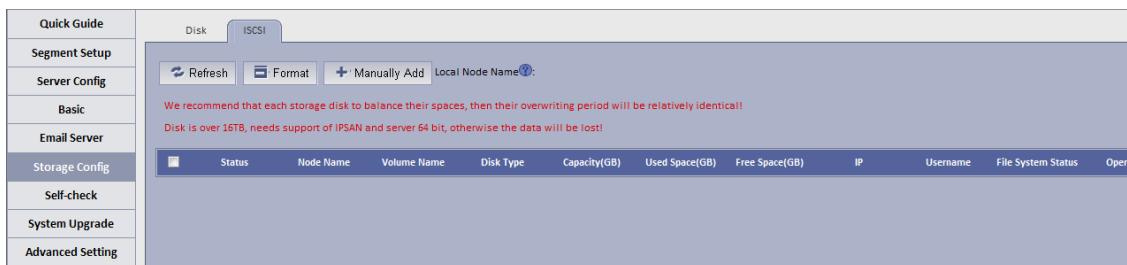 Quick Guide
Segment Setup
Server Config
Basic
Email Server
Storage Config
Self-check
System Upgrade
Advanced Setting
Disk ISCSI
Refresh Format Manually Add Local Node Name?:
We recommend that each storage disk to balance their spaces, then their overwriting period will be relatively identical!
Disk is over 16TB, needs support of IPSAN and server 64 bit, otherwise the data will be lost!
Status Node Name Volume Name Disk Type Capacity(GB) Used Space(GB) Free Space(GB) IP Username File System Status Oper